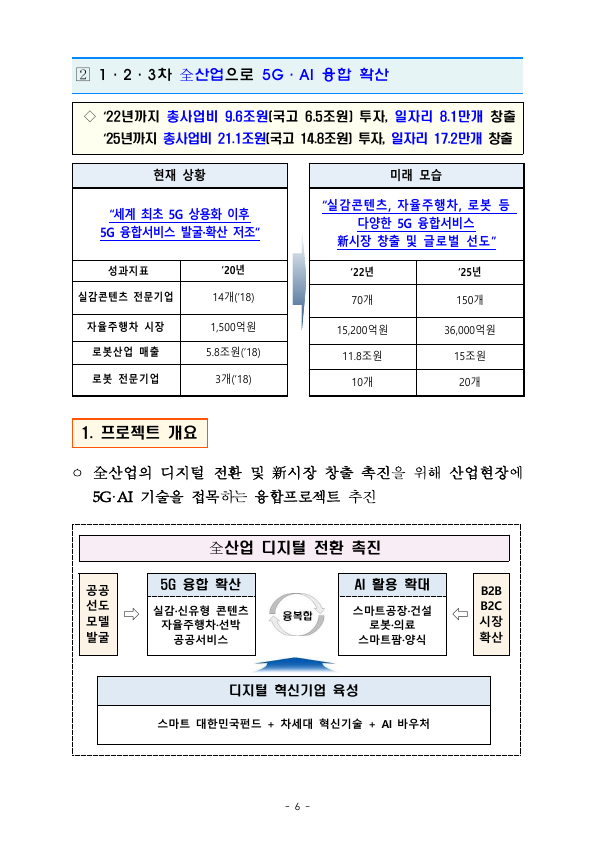 ② 1·2·3차 全산업으로 5G·AI 융합 확산
◇ ‘22년까지 총사업비 9.6조원(국고 6.5조원) 투자, 일자리 8.1만개 창출
‘25년까지 총사업비 21.1조원(국고 14.8조원) 투자, 일자리 17.2만개 창출
현재 상황
“세계 최초 5G 상용화 이후
5G 융합서비스 발굴·확산 저조”
성과지표 ’20년
실감콘텐츠 전문기업 14개(’18)
자율주행차 시장 1,500억원
로봇산업 매출 5.8조원(’18)
로봇 전문기업 3개(’18)
미래 모습
“실감콘텐츠, 자율주행차, 로봇 등
다양한 5G 융합서비스
新시장 창출 및 글로벌 선도”
’22년 ’25년
70개 150개
15,200억원 36,000억원
11.8조원 15조원
10개 20개
1. 프로젝트 개요
○ 全산업의 디지털 전환 및 新시장 창출 촉진을 위해 산업현장에
5G·AI 기술을 접목하는 융합프로젝트 추진
全산업 디지털 전환 촉진
공공
선도
모델
발굴
5G 융합 확산
실감·신유형 콘텐츠
자율주행차·선박
공공서비스
융복합
AI 활용 확대
스마트공장·건설
로봇·의료
스마트팜·양식
B2B
B2C
시장
확산
디지털 혁신기업 육성
스마트 대한민국펀드 + 차세대 혁신기술 + AI 바우처
- 6 -